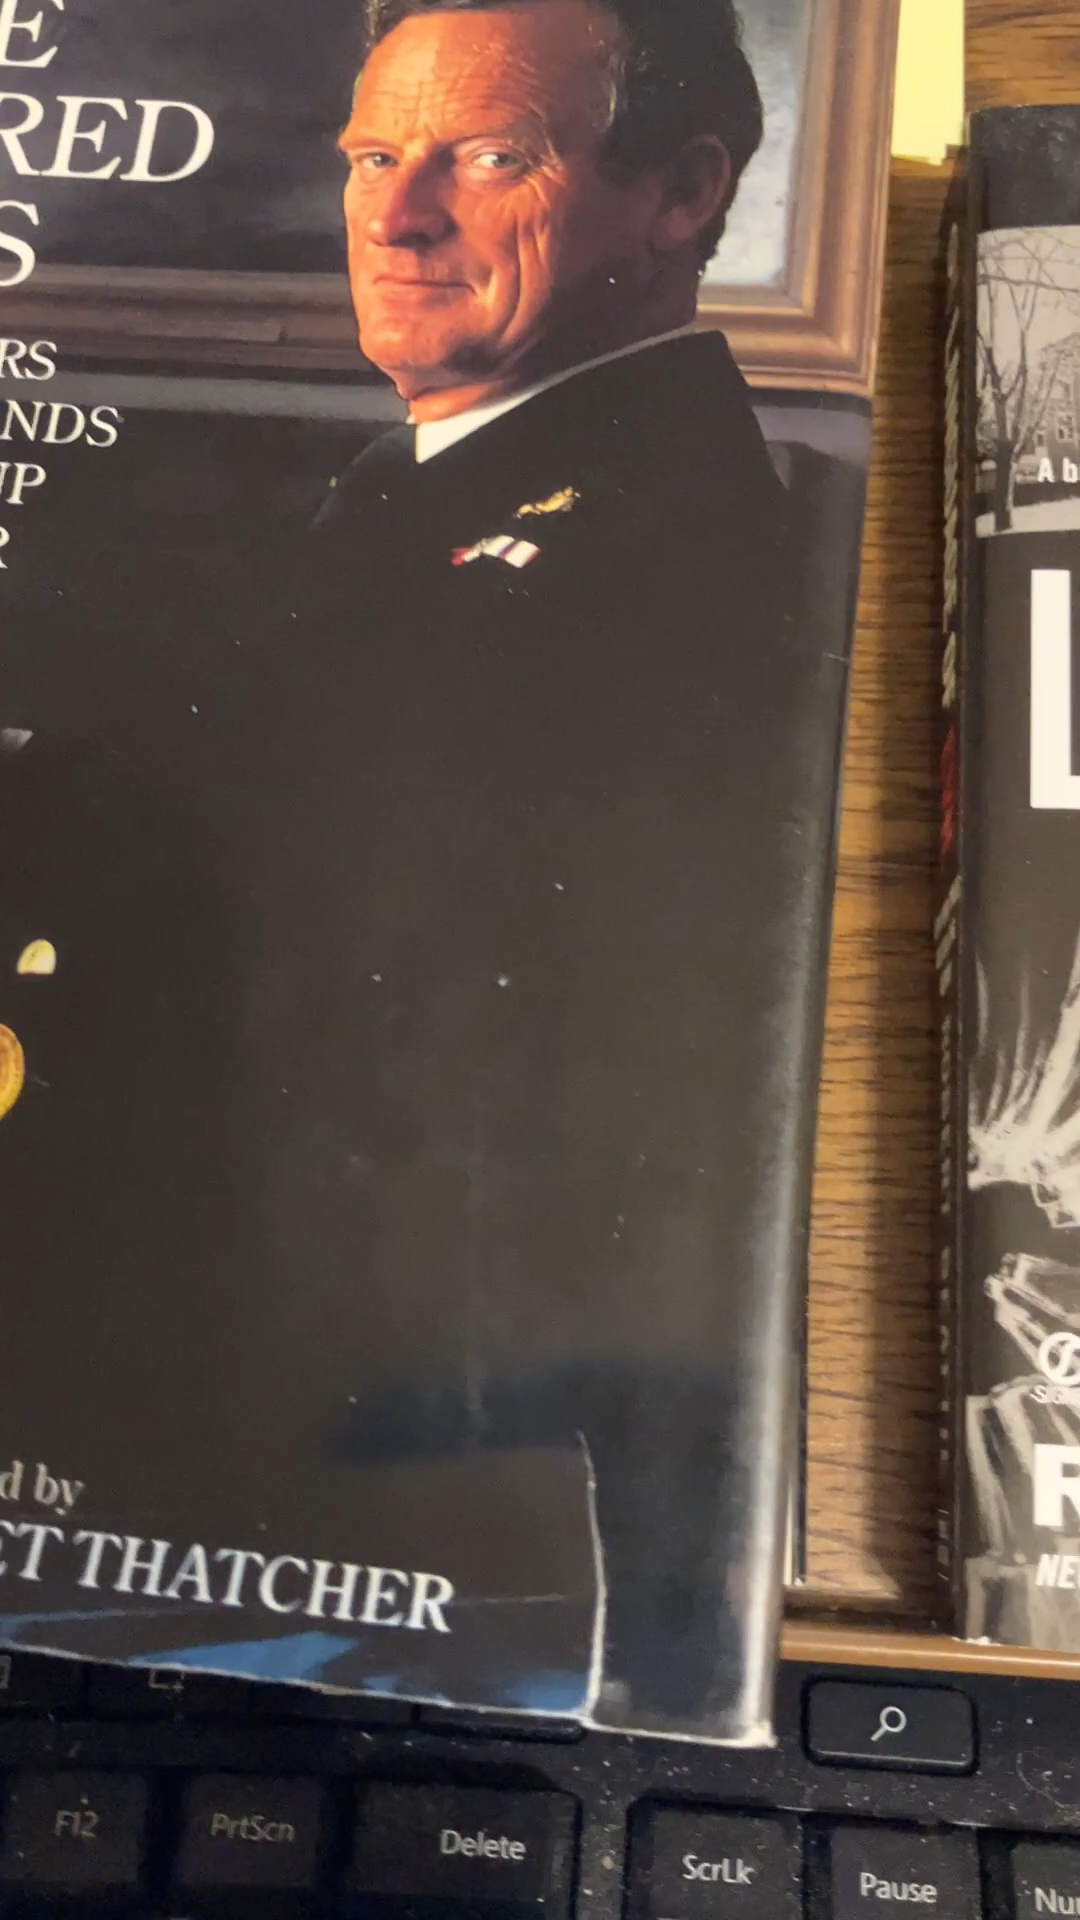 E
RED
S
RS
NDS
UP
R
d by
ET THATCHER
A b
L
R
NE
F12
PrtScn
Delete
ScrLk
Pause
Nu